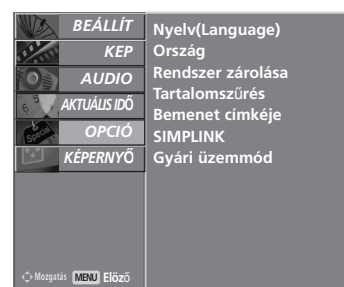 BEÁLLÍT
KEP
AUDIO
AKTUÁLIS IDŐ
OPCIÓ
KÉPERNYŐ
Nyelv(Language)
Ország
Rendszer zárolása
Tartalomszűrés
Bemenet címkéje
SIMPLINK
Gyári üzemmód
Special
Mozgatás MENU Előző